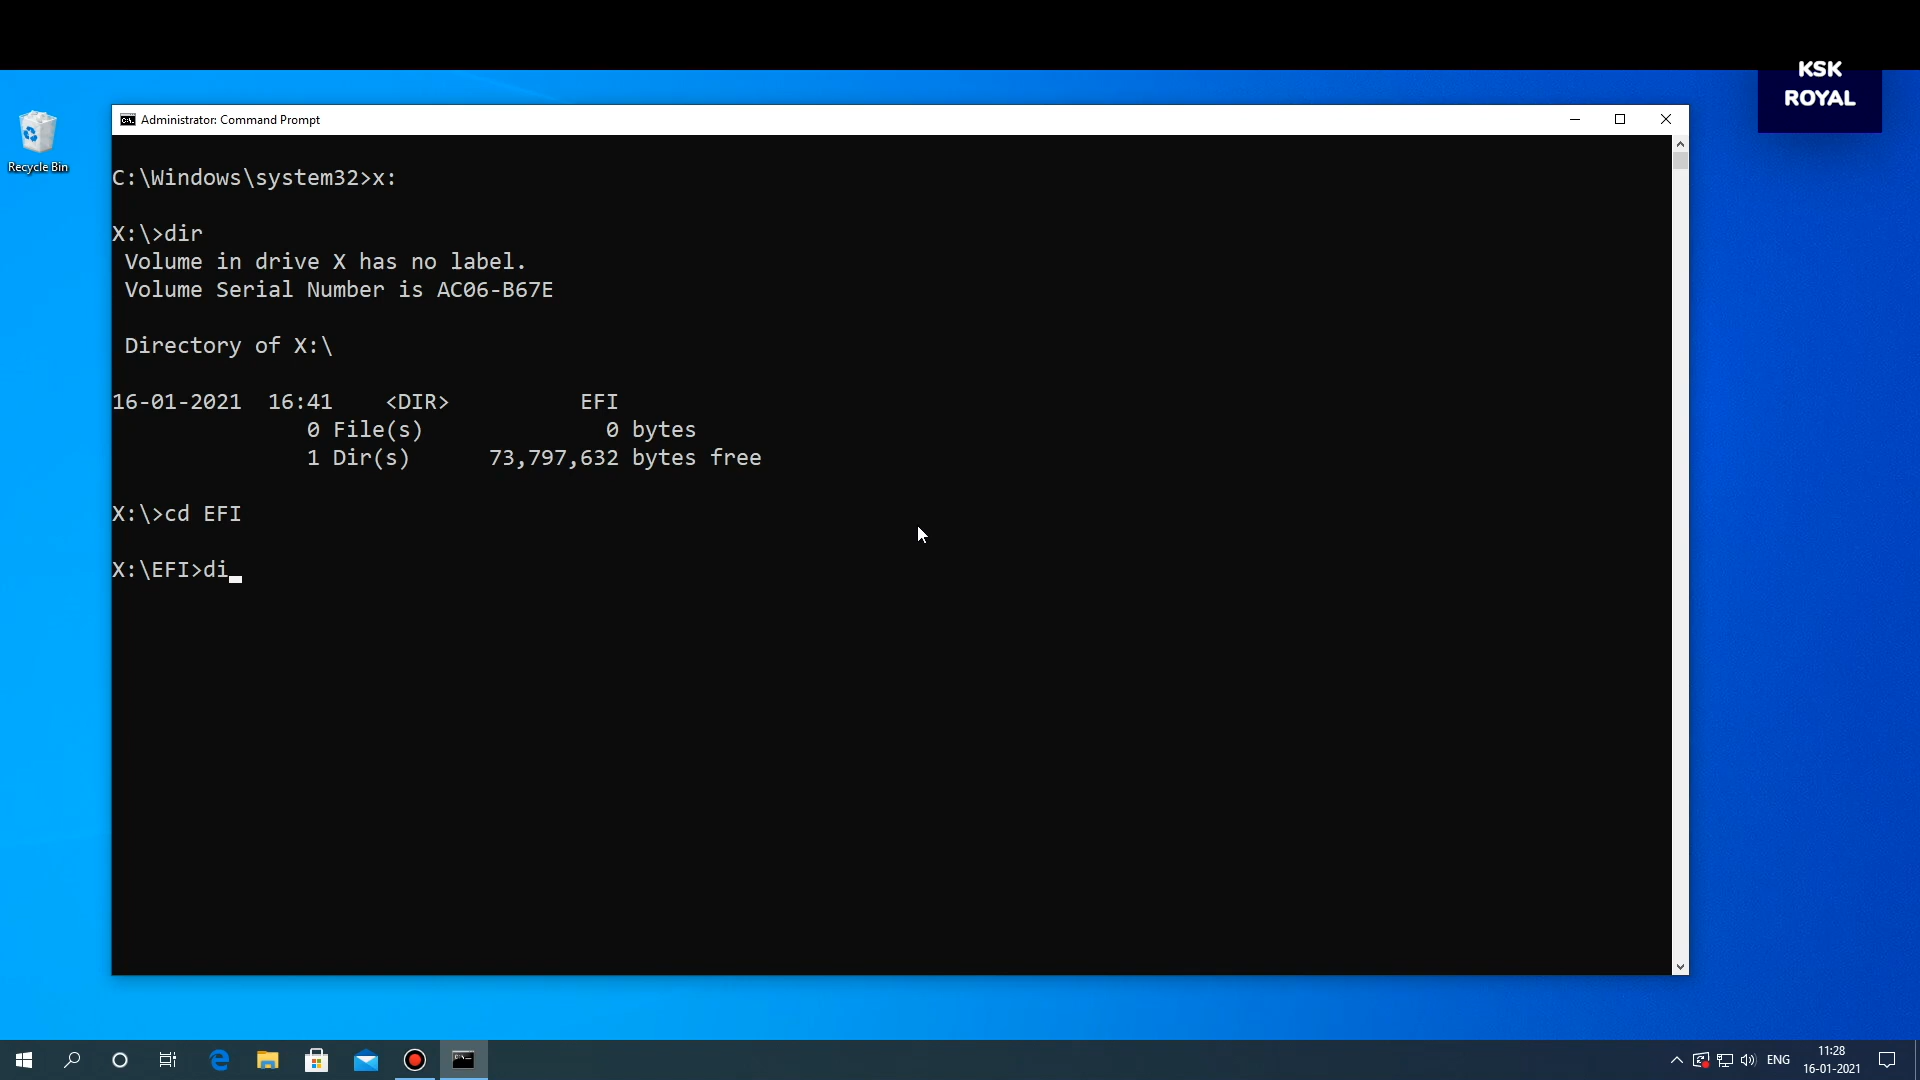 KSK
ROYAL
Recycle Bin
Administrator: Command Prompt
C:\Windows\system32>x:
X:\>dir
Volume in drive X has no label.
Volume Serial Number is AC06-B67E
Directory of X:\
16-01-2021  16:41    <DIR>          EFI
0 File(s)              0 bytes
1 Dir(s)      73,797,632 bytes free
X:\>cd EFI
X:\EFI>di_
ENG
11:28
16-01-2021